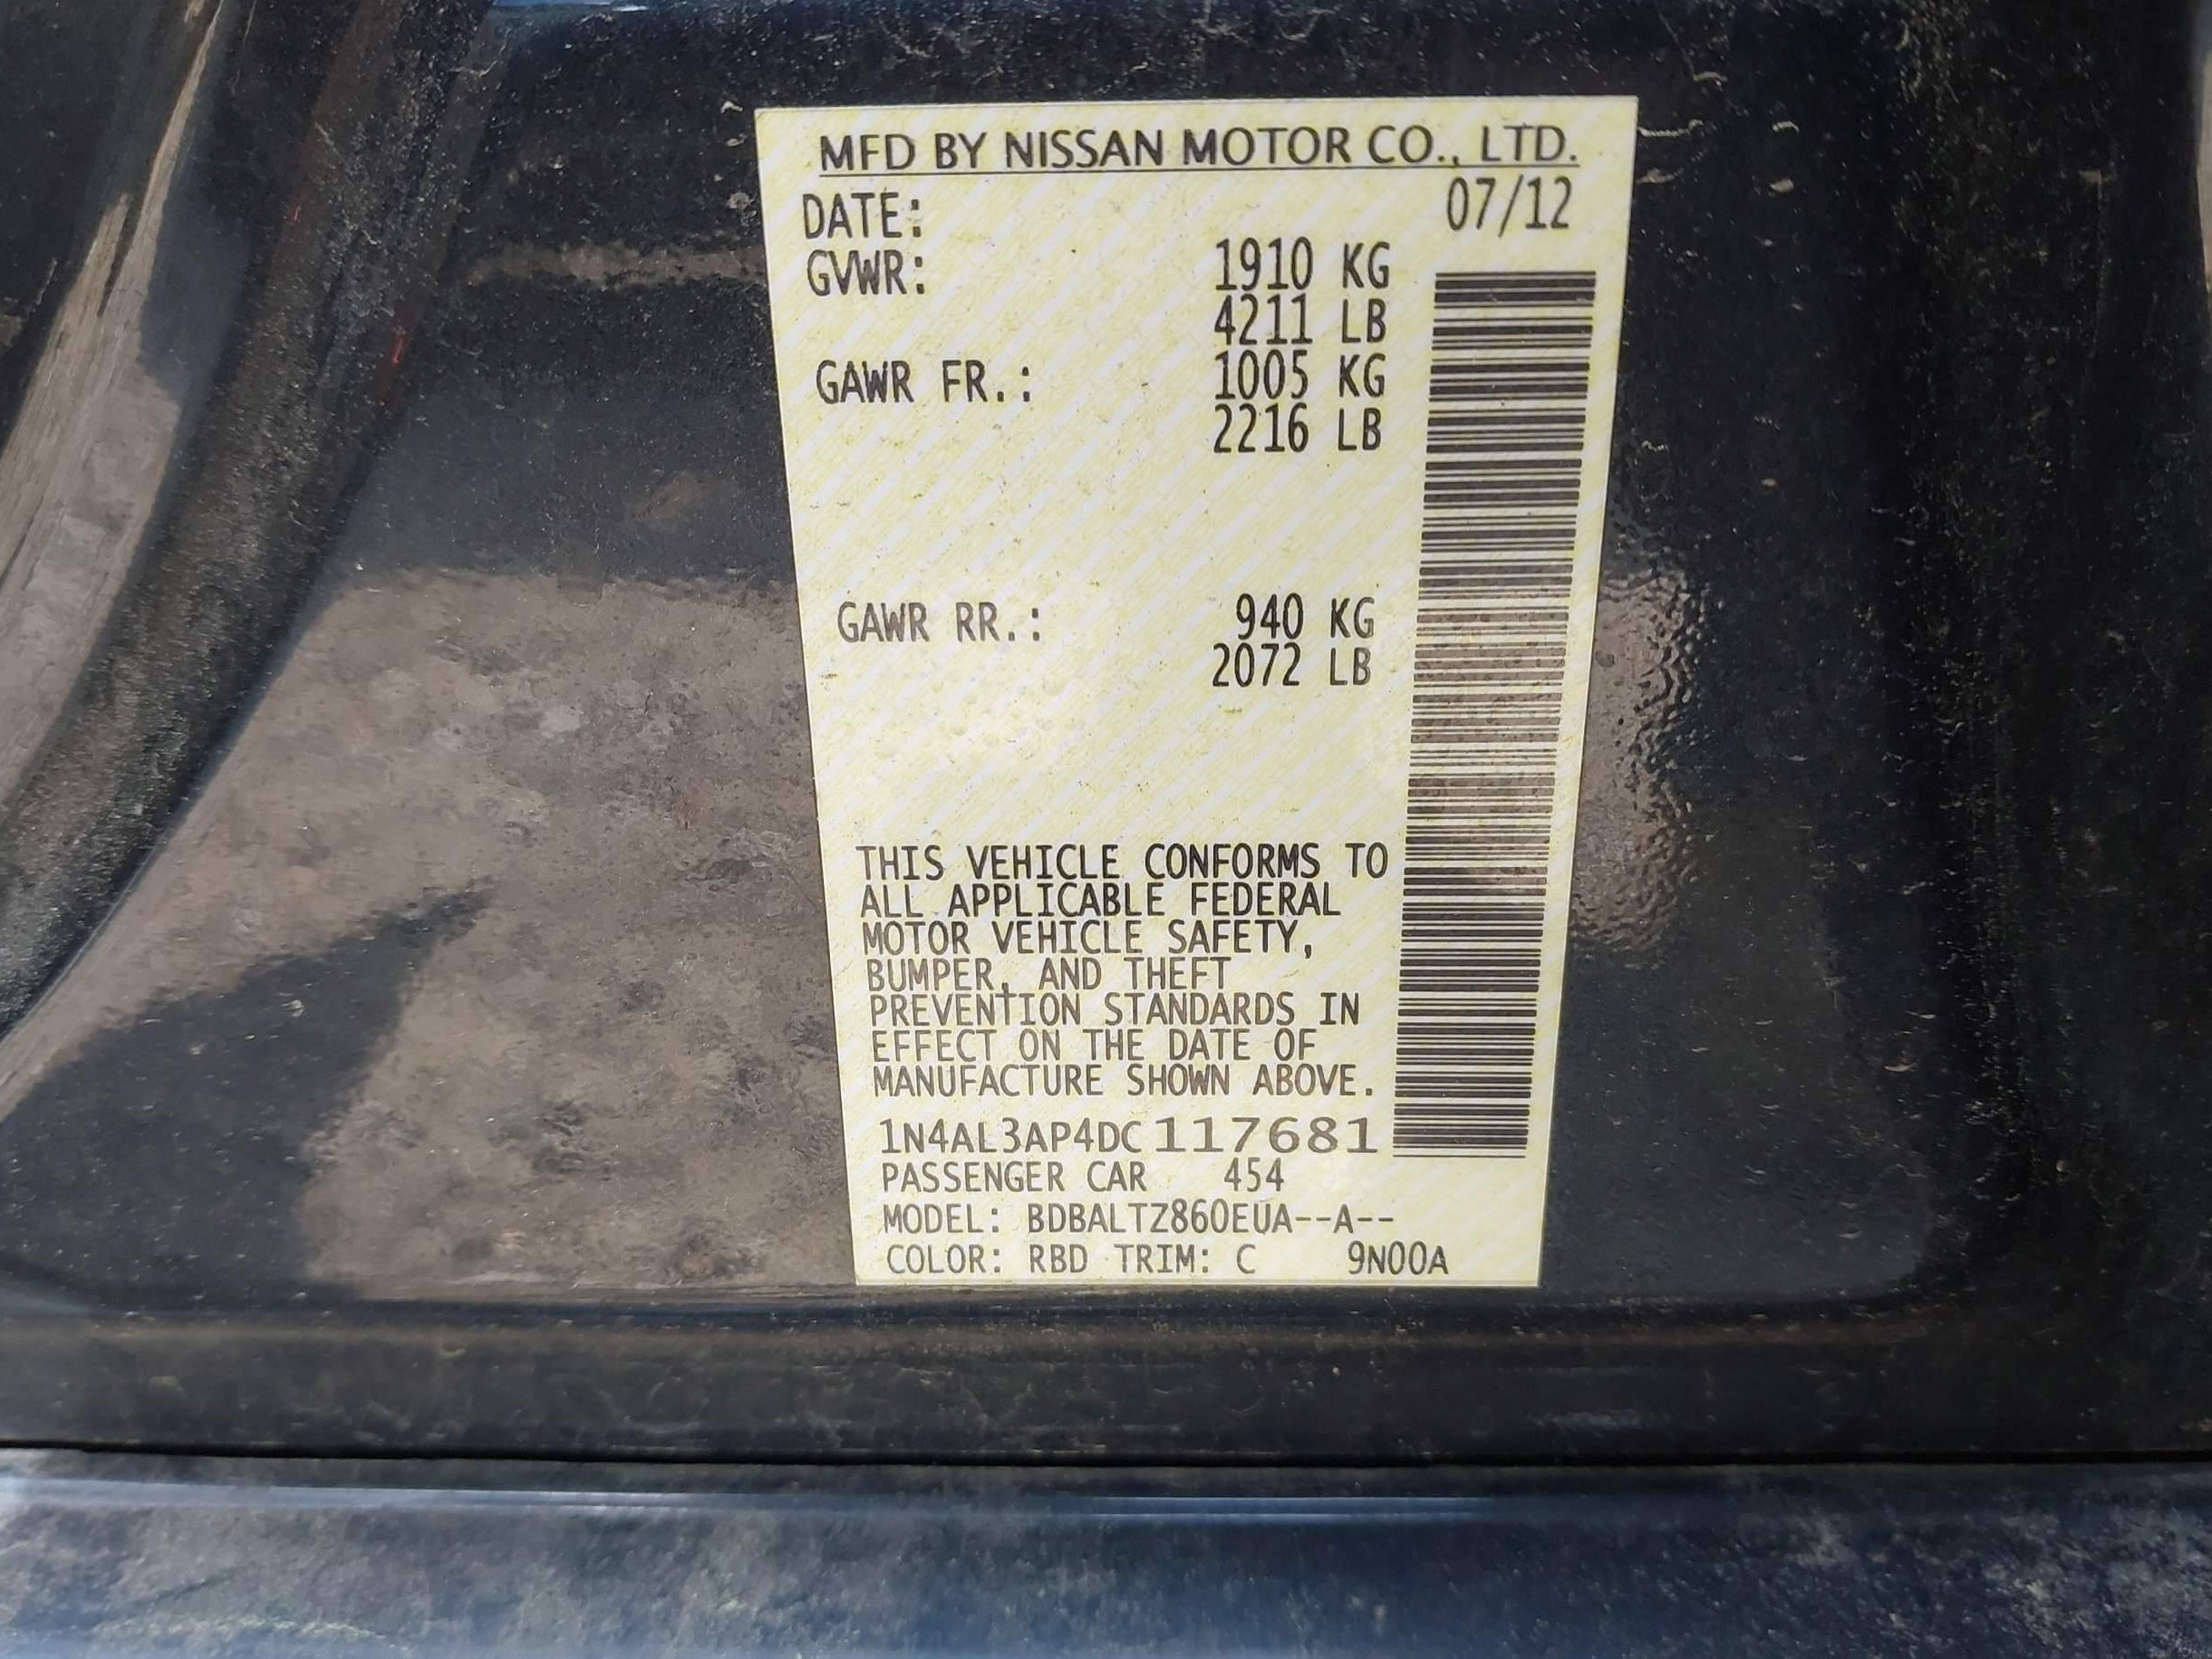 MFD BY NISSAN MOTOR CO., LTD.
DATE: 07/12
GVWR: 1910 KG
4211 LB
GAWR FR.: 1005 KG
2216 LB
GAWR RR.: 940 KG
2072 LB
THIS VEHICLE CONFORMS TO
ALL APPLICABLE FEDERAL
MOTOR VEHICLE SAFETY,
BUMPER, AND THEFT
PREVENTION STANDARDS IN
EFFECT ON THE DATE OF
MANUFACTURE SHOWN ABOVE.
1N4AL3AP4DC117681
PASSENGER CAR 454
MODEL: BDBALTZ860EUA--A--
COLOR: RBD TRIM: C 9N00A